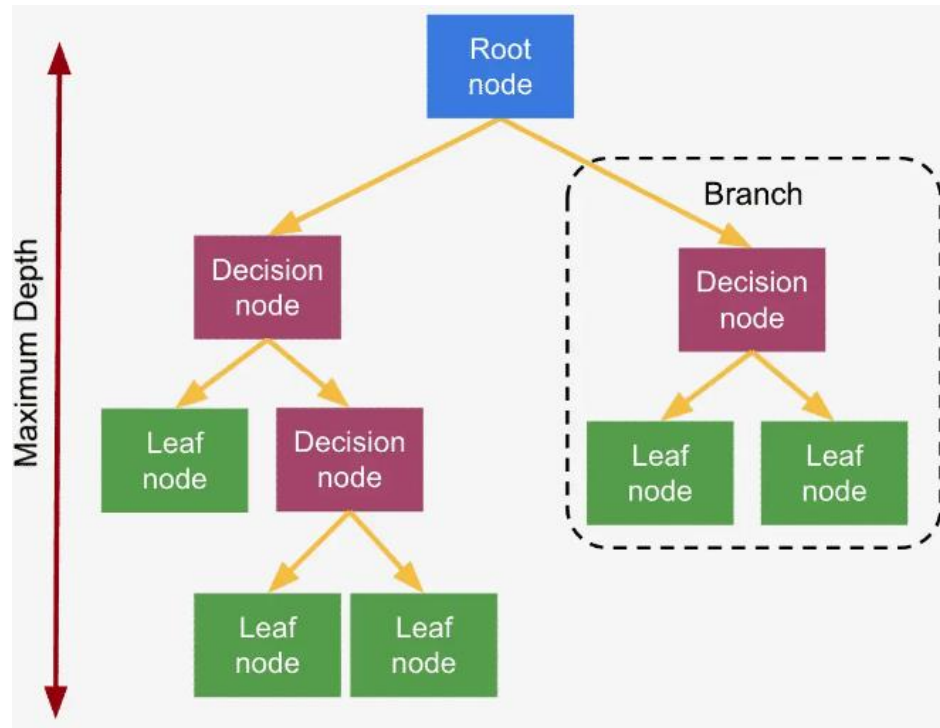 Root
node
Branch
Maximum Depth
Decision
node
Decision
node
Leaf
node
Decision
node
Leaf
node
Leaf
node
Leaf
node
Leaf
node